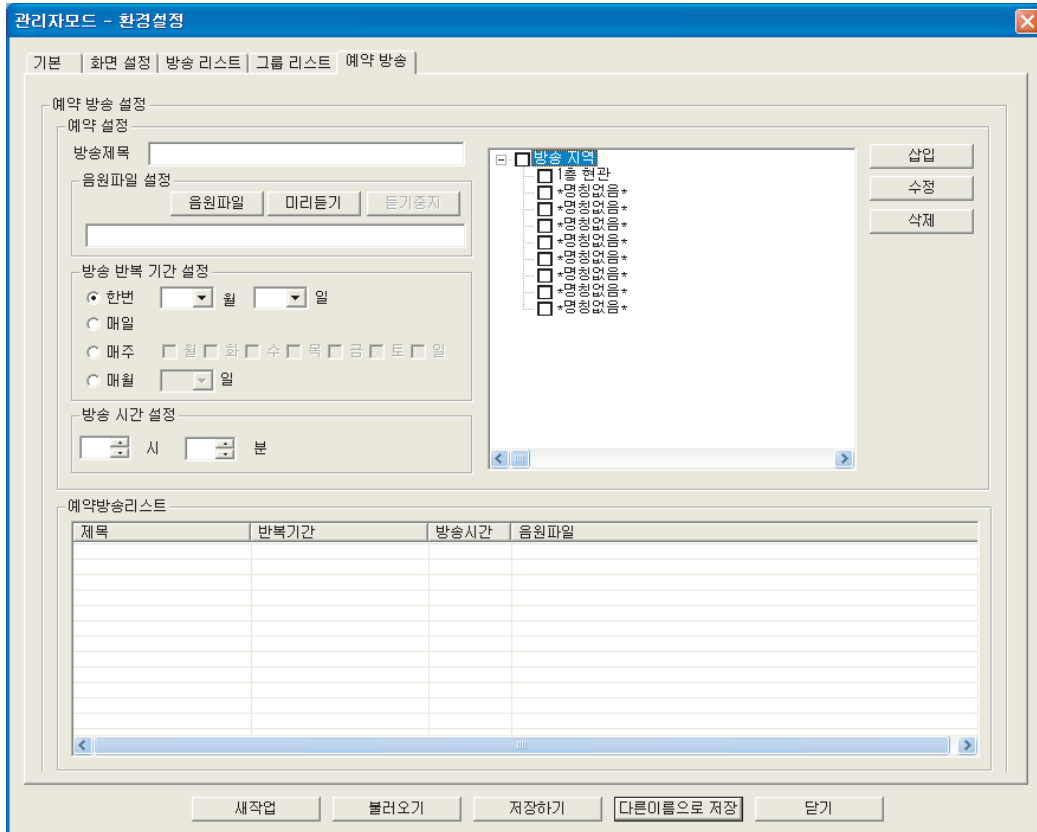 관리자모드 - 환경설정
기본 화면 설정 방송 리스트 그룹 리스트 예약 방송
예약 방송 설정
예약 설정
방송제목
음원파일 설정
음원파일 미리듣기 듣기중지
방송 반복 기간 설정
한번 월 일
매일
매주 월 화 수 목 금 토 일
매월 일
방송 시간 설정
시 분
방송 지역
1층 현관
*명칭없음*
*명칭없음*
*명칭없음*
*명칭없음*
*명칭없음*
*명칭없음*
*명칭없음*
*명칭없음*
삽입
수정
삭제
예약방송리스트
제목 반복기간 방송시간 음원파일
새작업 불러오기 저장하기 다른이름으로 저장 닫기